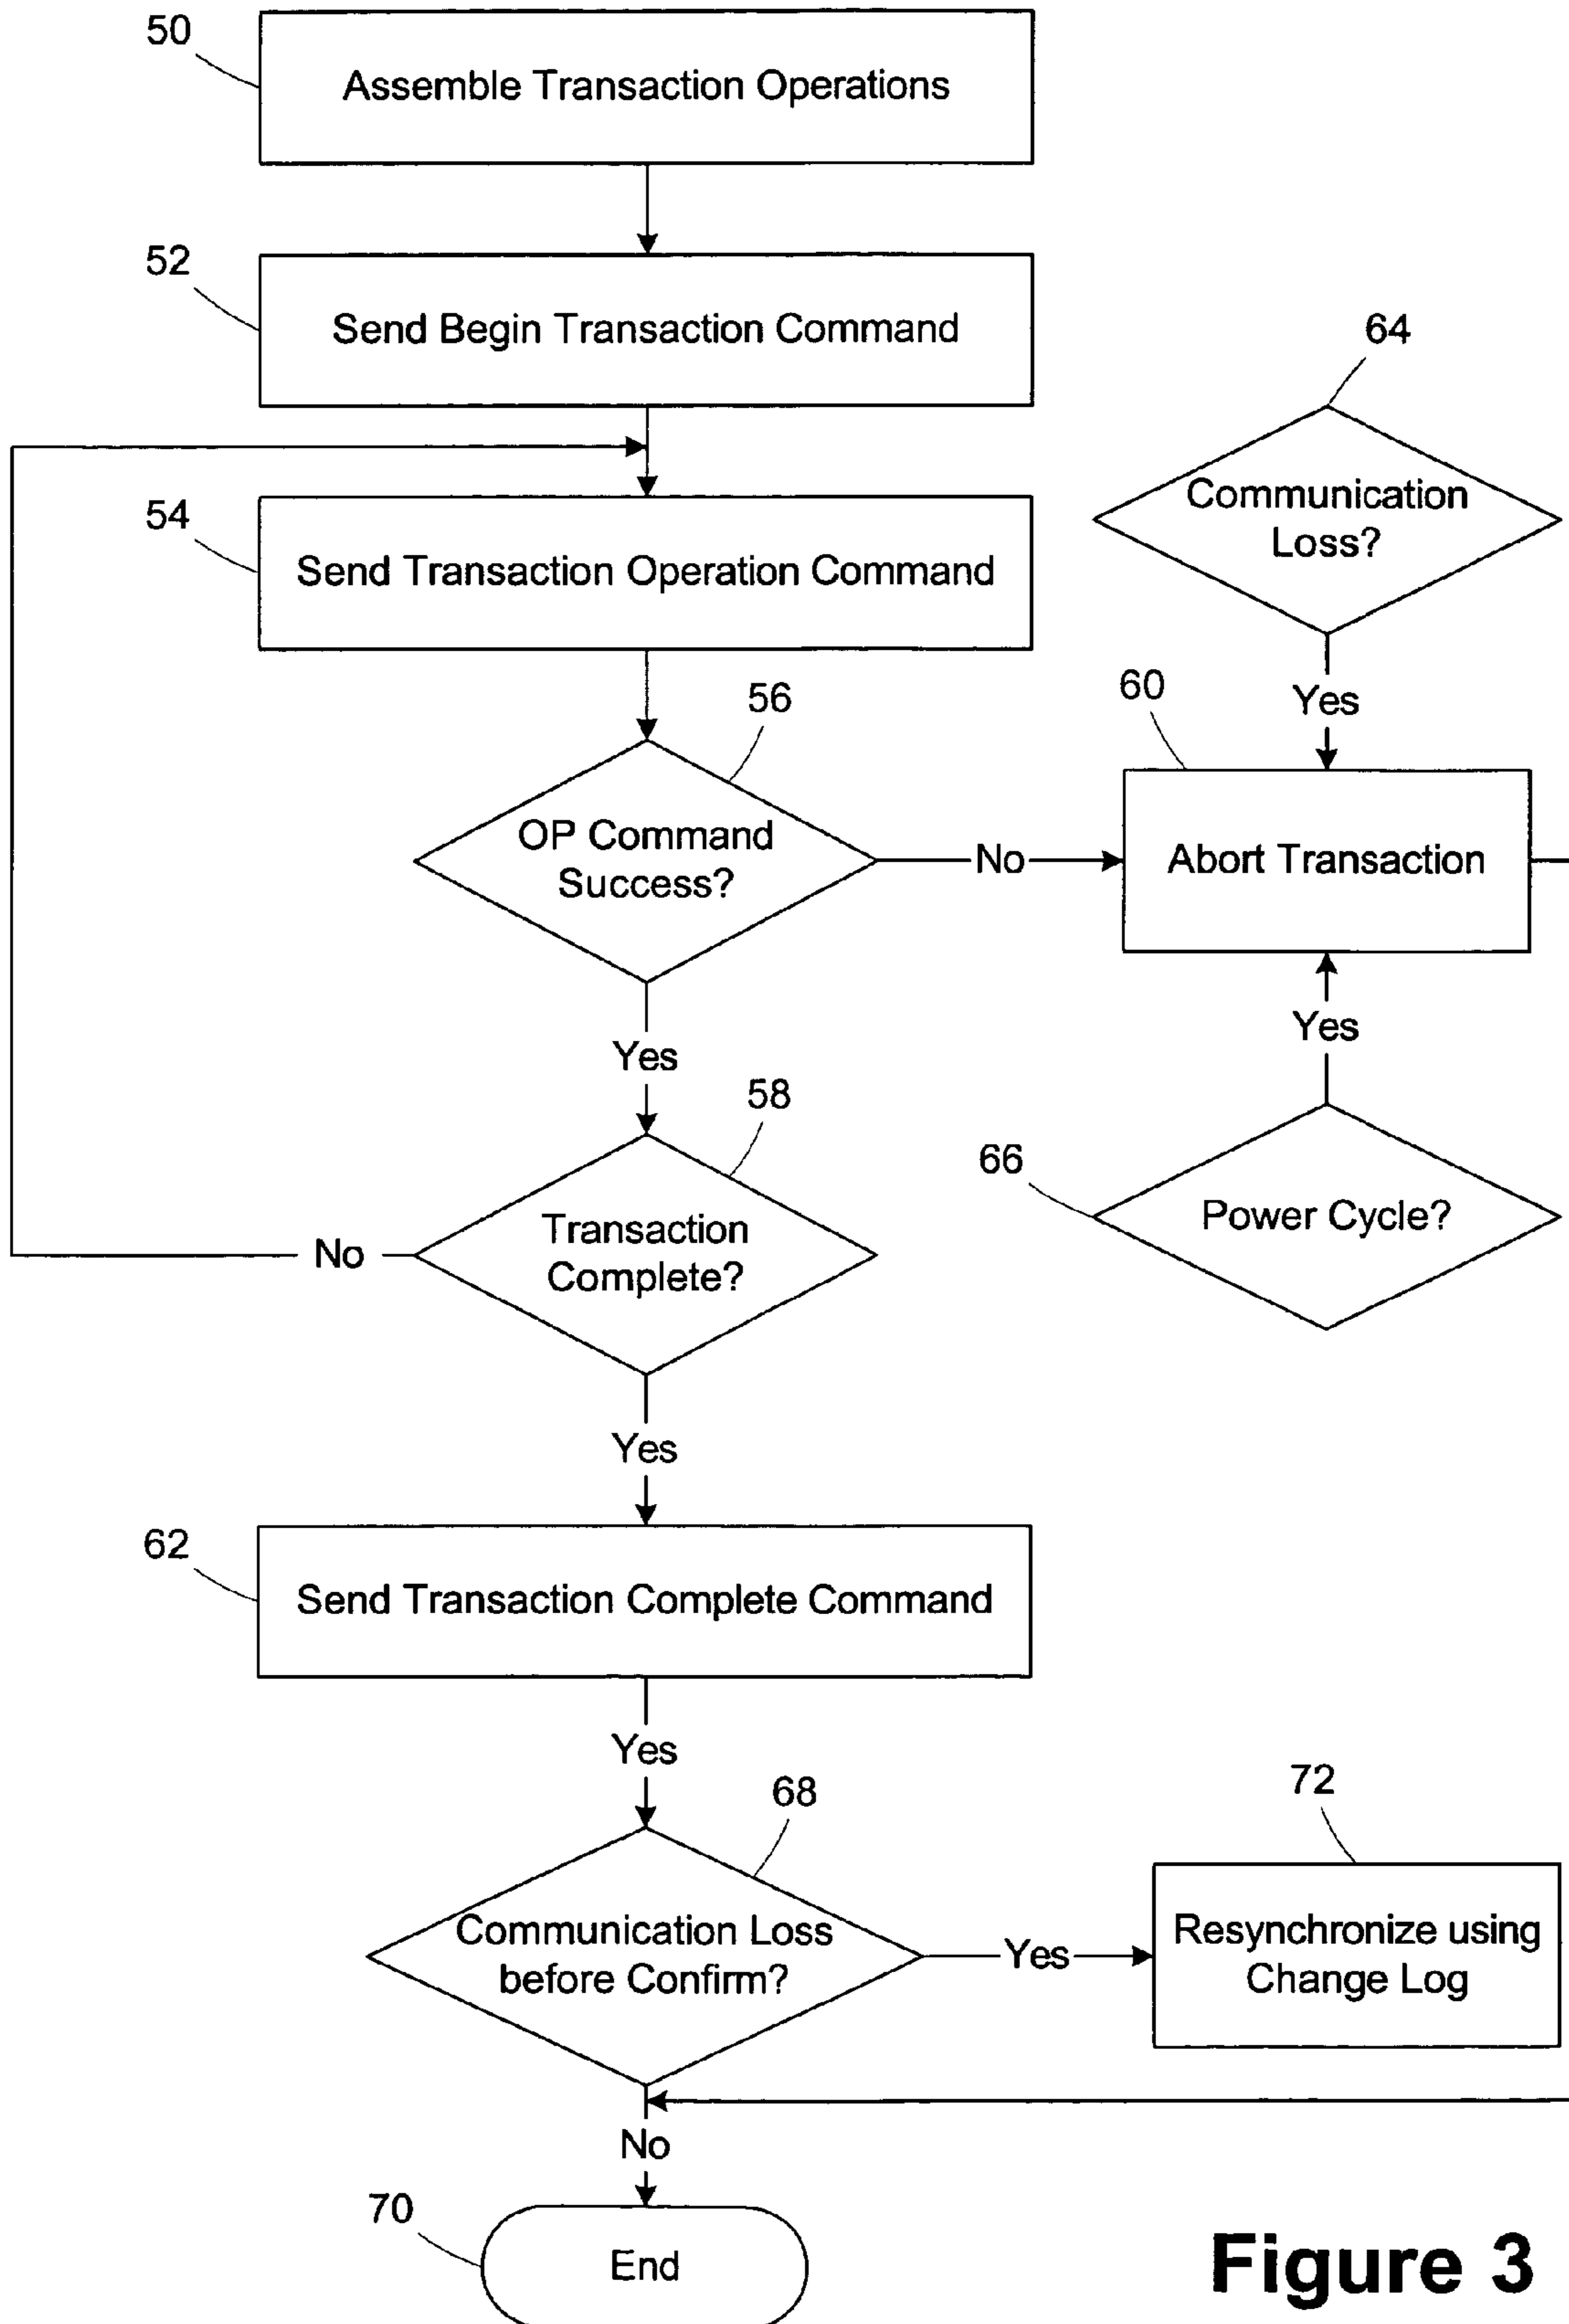 50
Assemble Transaction Operations
52
Send Begin Transaction Command
64
Communication
Loss?
54
Send Transaction Operation Command
Yes
56
60
OP Command
Success?
No
Abort Transaction
Yes
Yes
58
66
Power Cycle?
Transaction
Complete?
No
Yes
62
Send Transaction Complete Command
Yes
68
72
Communication Loss
before Confirm?
Yes
Resynchronize using
Change Log
No
70
End
Figure 3